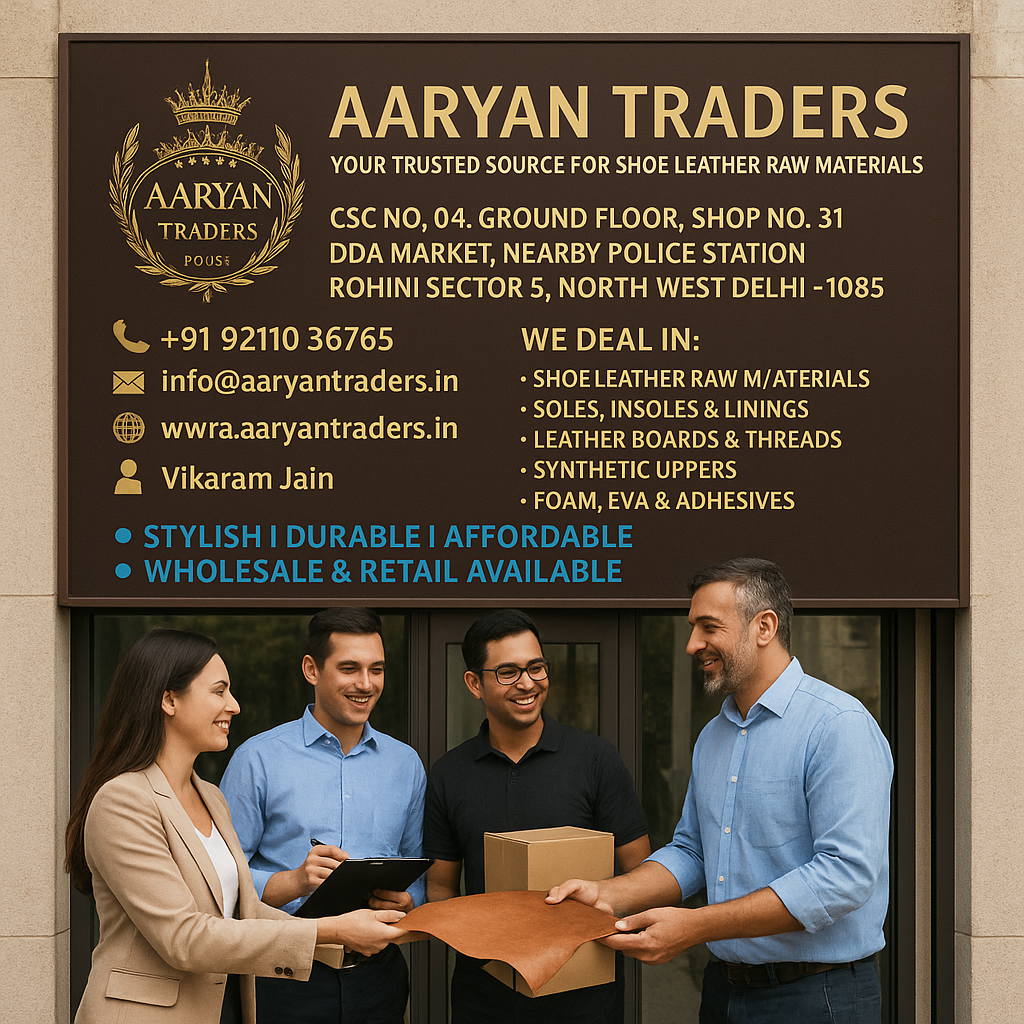 AARYAN
TRADERS
AARYAN TRADERS
YOUR TRUSTED SOURCE FOR SHOE LEATHER RAW MATERIALS
CSC NO, 04. GROUND FLOOR, SHOP NO. 31
DDA MARKET, NEARBY POLICE STATION
ROHINI SECTOR 5, NORTH WEST DELHI -1085
+91 92110 36765
info@aaryantraders.in
wwra.aaryantraders.in
Vikaram Jain
WE DEAL IN:
• SHOE LEATHER RAW M/ATERIALS
• SOLES, INSOLES & LININGS
• LEATHER BOARDS & THREADS
• SYNTHETIC UPPERS
• FOAM, EVA & ADHESIVES
• STYLISH I DURABLE I AFFORDABLE
• WHOLESALE & RETAIL AVAILABLE